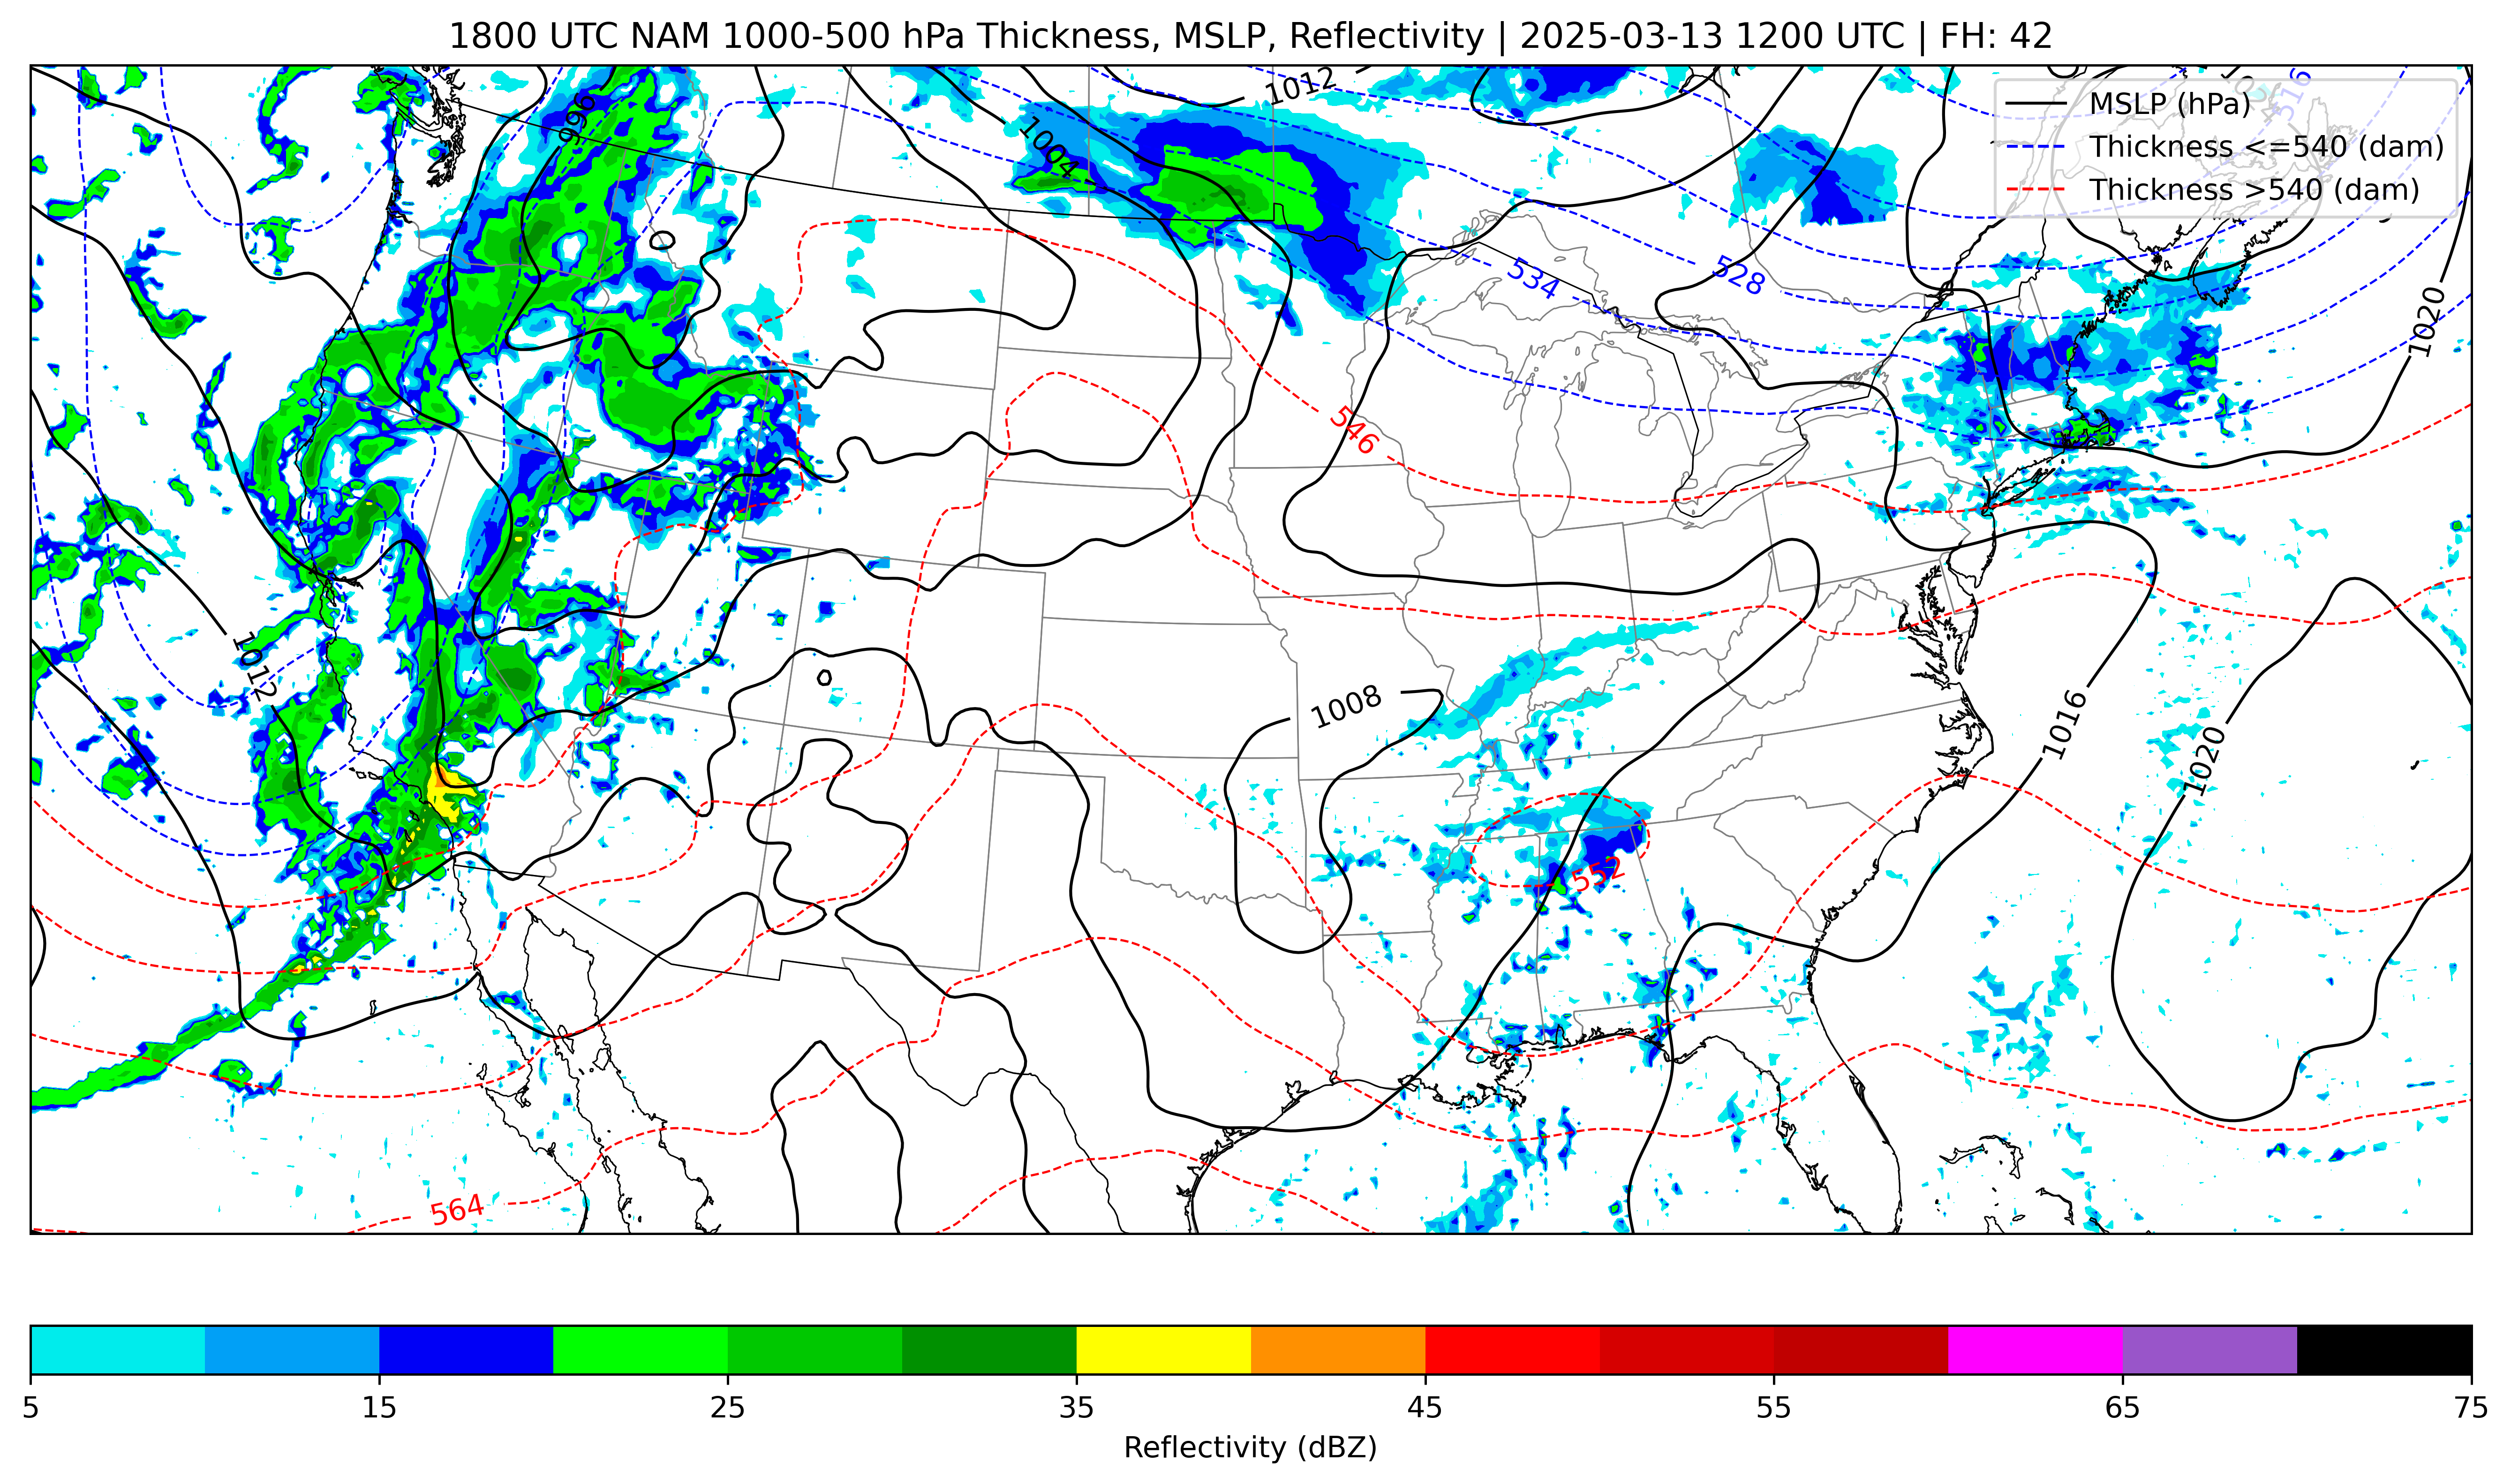 1800 UTC NAM 1000-500 hPa Thickness, MSLP, Reflectivity | 2025-03-13 1200 UTC | FH: 42
MSLP (hPa)
Thickness <=540 (dam)
Thickness >540 (dam)
1012
516
996
1004
534
528
1020
546
1012
1008
1016
1020
552
564
5 15 25 35 45 55 65 75
Reflectivity (dBZ)